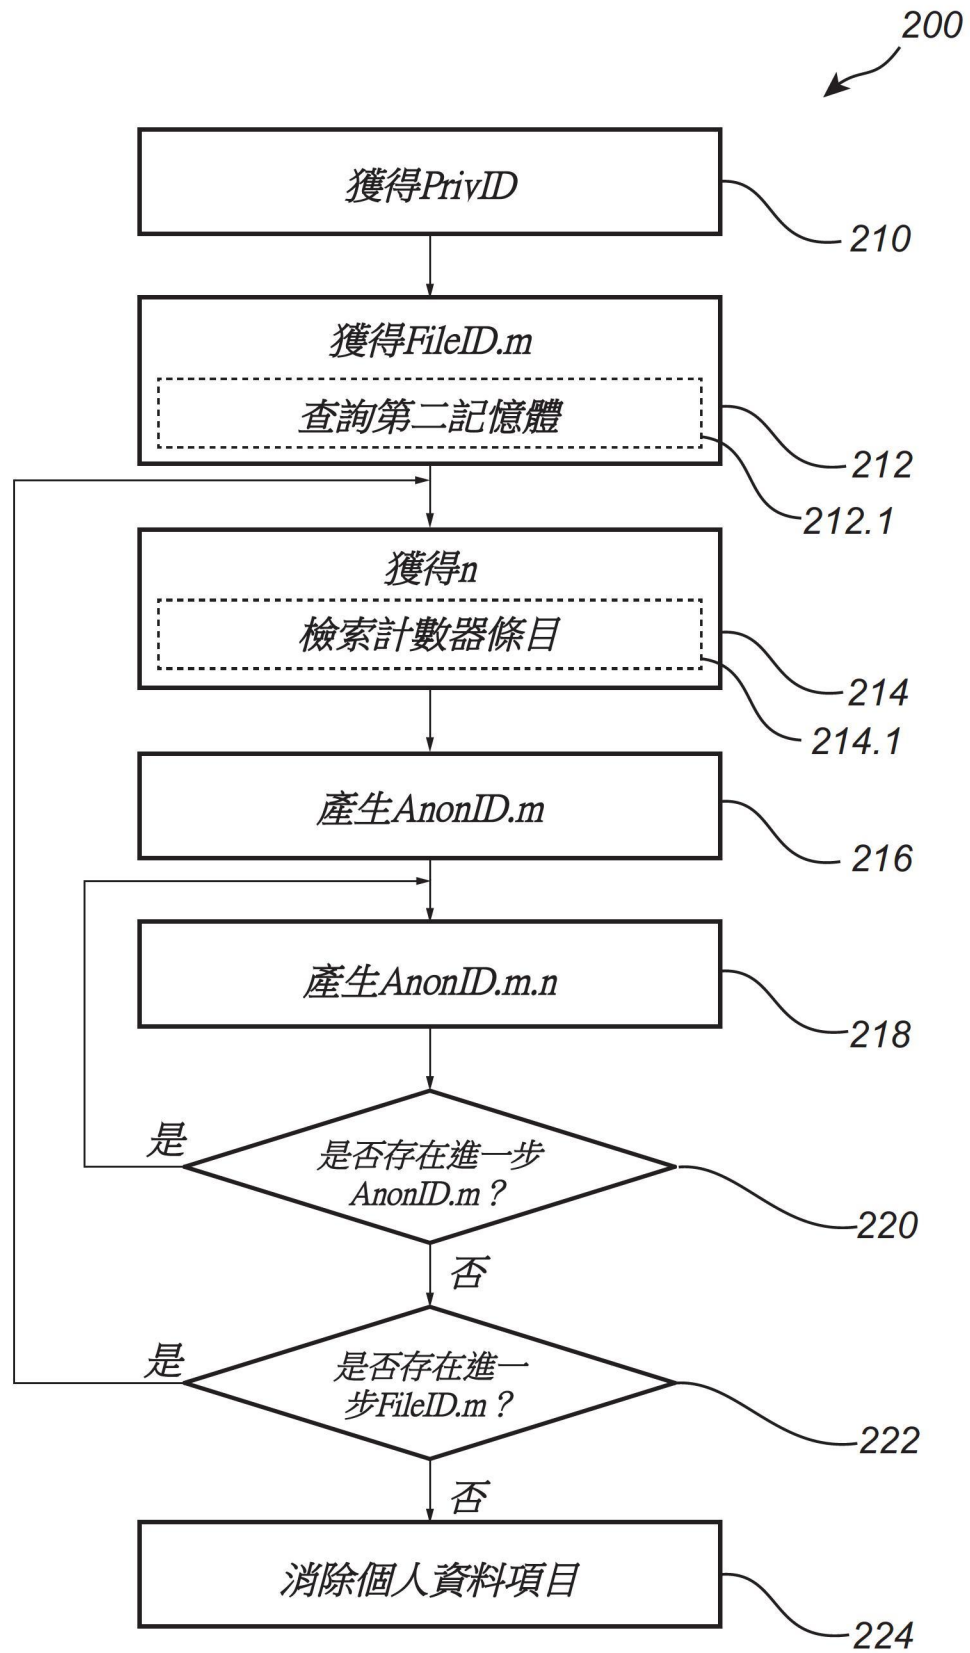 200
獲得PrivID
210
獲得FileID.m
查詢第二記憶體
212
212.1
獲得n
檢索計數器條目
214
214.1
產生AnonID.m
216
產生AnonID.m.n
218
是
是否存在進一步
AnonID.m？
220
否
是
是否存在進一
步FileID.m？
222
否
消除個人資料項目
224